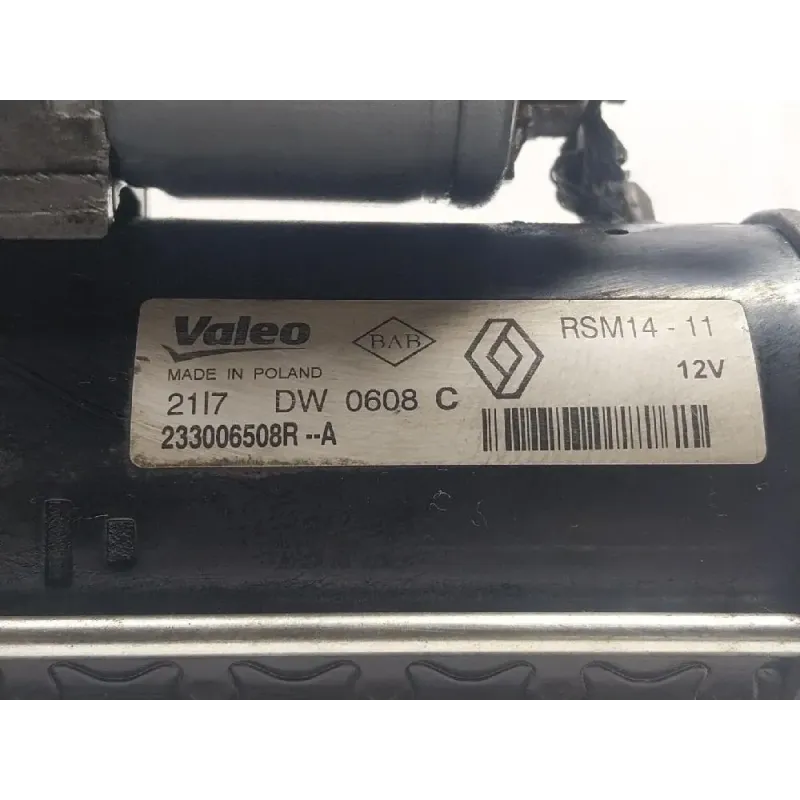 Valeo BAB RSM14 - 11
MADE IN POLAND 12V
21I7 DW 0608 C
233006508R --A